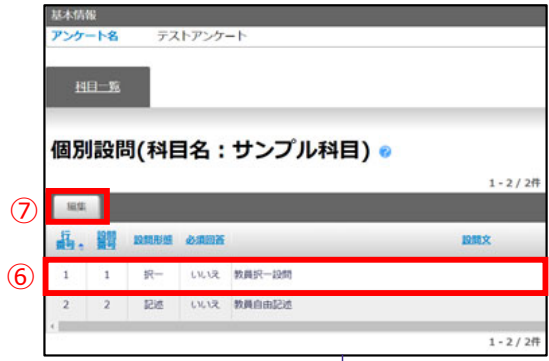 基本情報
アンケート名 テストアンケート
科目一覧
個別設問(科目名：サンプル科目)
1 - 2 / 2件
⑦ 編集
行番号 設問番号 設問形態 必須回答 設問文
⑥ 1 1 択一 いいえ 教員択一設問
2 2 記述 いいえ 教員自由記述
1 - 2 / 2件